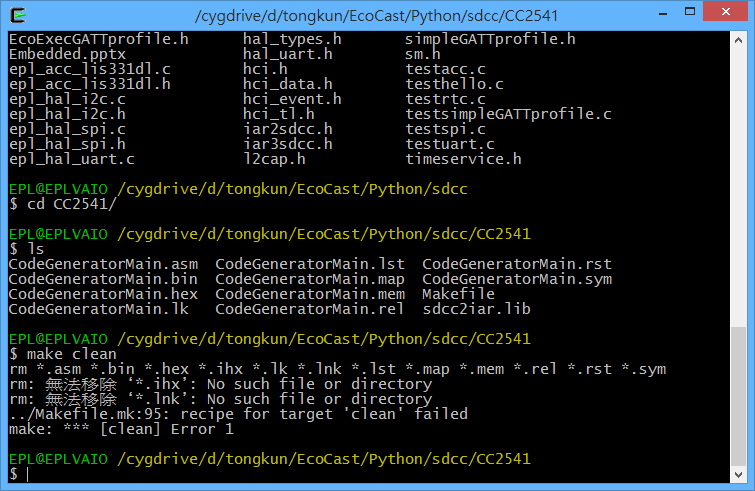 /cygdrive/d/tongkun/EcoCast/Python/sdcc/CC2541
EcoExecGATTprofile.h hal_types.h simpleGATTprofile.h
Embedded.pptx hal_uart.h sm.h
epl_acc_lis331dl.c hci.h testacc.c
epl_acc_lis331dl.h hci_data.h testhello.c
epl_hal_i2c.c hci_event.h testrtc.c
epl_hal_i2c.h hci_tl.h testsimpleGATTprofile.c
epl_hal_spi.c iar2sdcc.h testspi.c
epl_hal_spi.h iar3sdcc.h testuart.c
epl_hal_uart.c l2cap.h timeservice.h
EPL@EPLVAIO /cygdrive/d/tongkun/EcoCast/Python/sdcc
$ cd CC2541/
EPL@EPLVAIO /cygdrive/d/tongkun/EcoCast/Python/sdcc/CC2541
$ ls
CodeGeneratorMain.asm CodeGeneratorMain.lst CodeGeneratorMain.rst
CodeGeneratorMain.bin CodeGeneratorMain.map CodeGeneratorMain.sym
CodeGeneratorMain.hex CodeGeneratorMain.mem Makefile
CodeGeneratorMain.lk CodeGeneratorMain.rel sdcc2iar.lib
EPL@EPLVAIO /cygdrive/d/tongkun/EcoCast/Python/sdcc/CC2541
$ make clean
rm *.asm *.bin *.hex *.ihx *.lk *.lnk *.lst *.map *.mem *.rel *.rst *.sym
rm: 無法移除 ‘*.ihx’: No such file or directory
rm: 無法移除 ‘*.lnk’: No such file or directory
../Makefile.mk:95: recipe for target 'clean' failed
make: *** [clean] Error 1
EPL@EPLVAIO /cygdrive/d/tongkun/EcoCast/Python/sdcc/CC2541
$